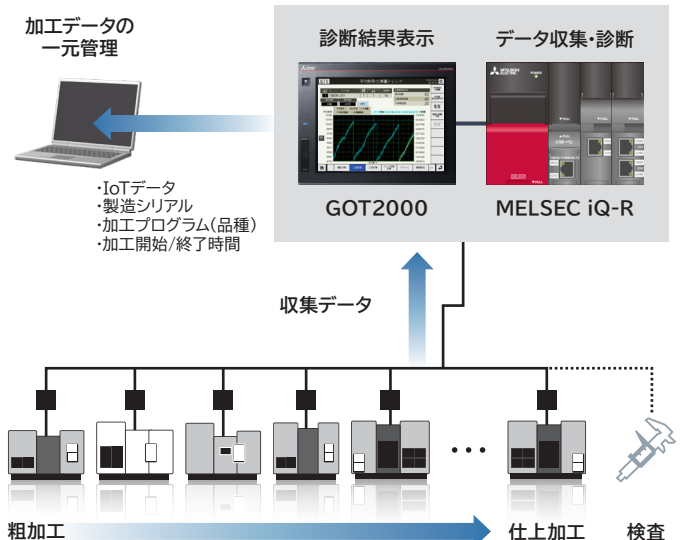 加工データの
一元管理
診断結果表示
データ収集・診断
MITSUBISHI
ELECTRIC
POWER
GOT2000
MELSEC iQ-R
・IoTデータ
・製造シリアル
・加工プログラム(品種)
・加工開始/終了時間
収集データ
・・・
粗加工
仕上加工
検査